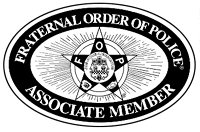 FRATERNAL ORDER OF POLICE®
F O P
ASSOCIATE MEMBER